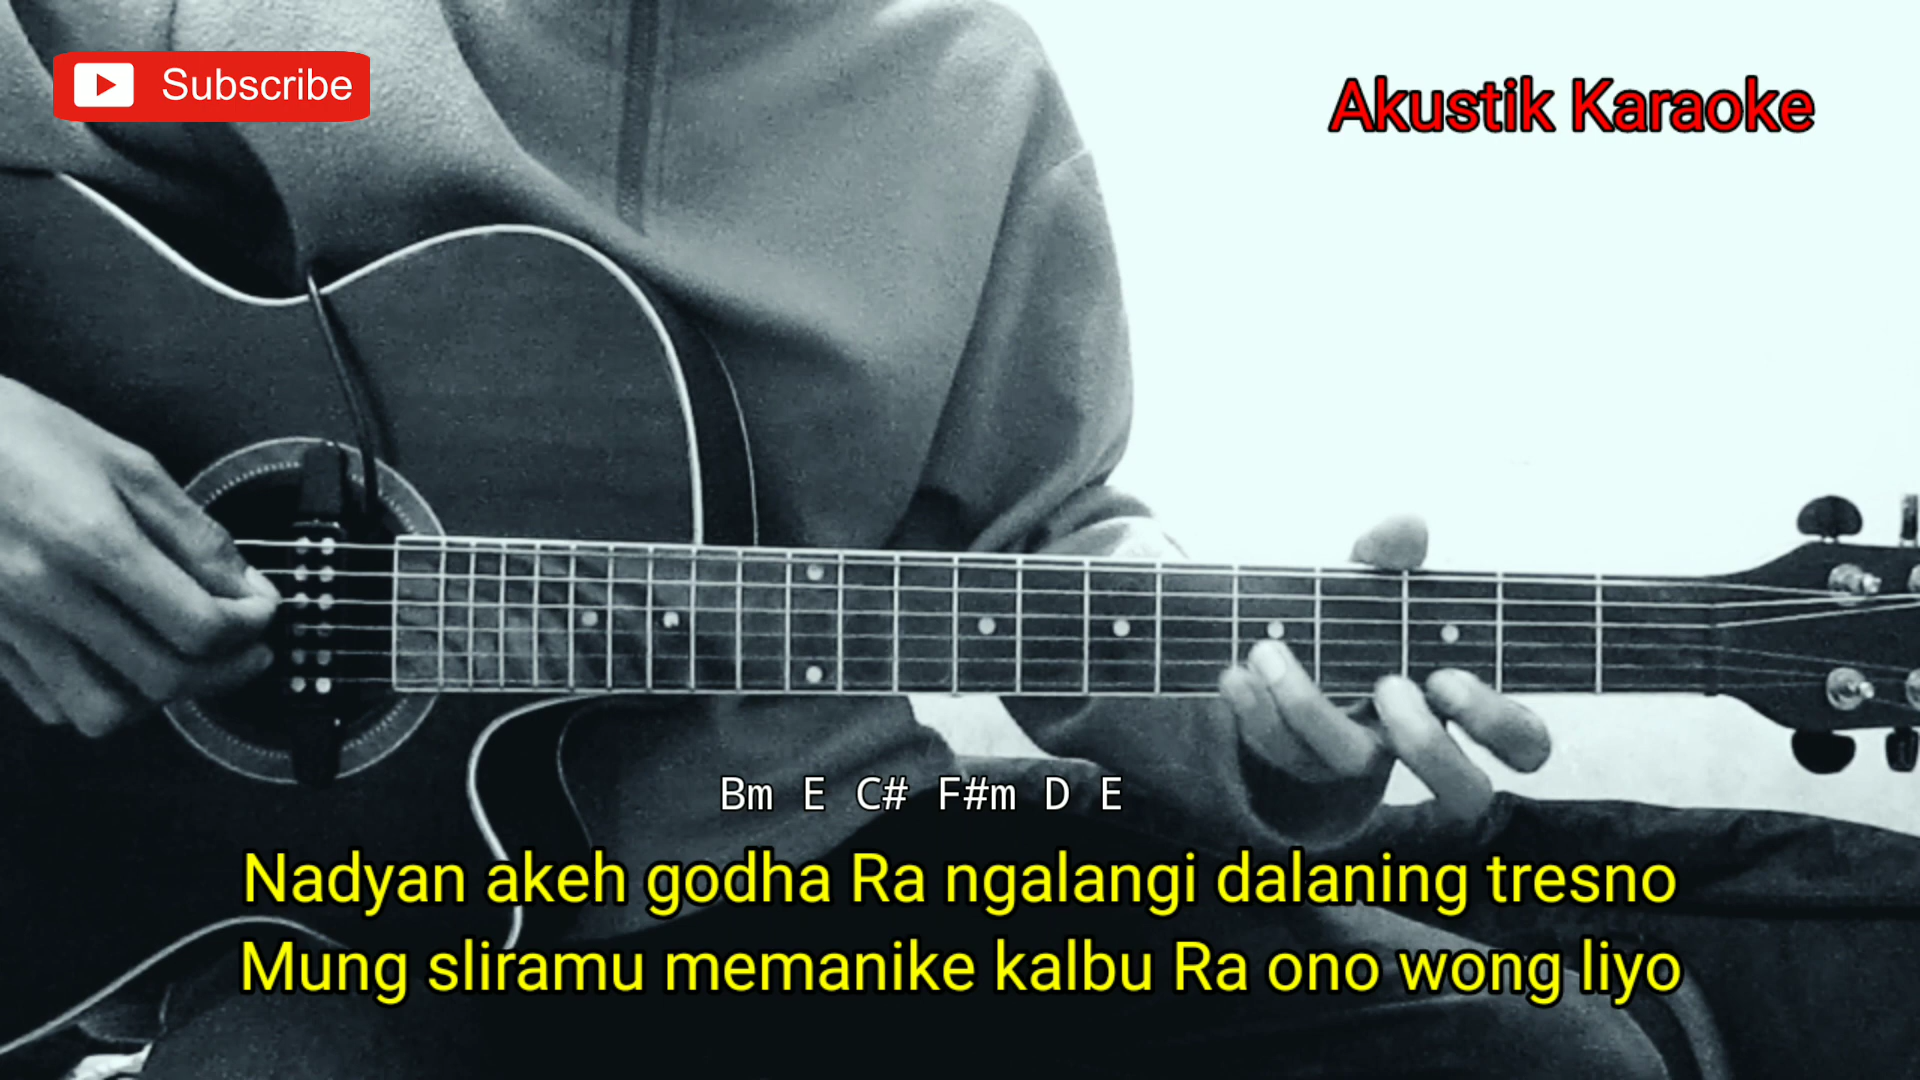 Subscribe
Akustik Karaoke
Bm E C# F#m D E
Nadyan akeh godha Ra ngalangi dalaning tresno
Mung sliramu memanike kalbu Ra ono wong liyo